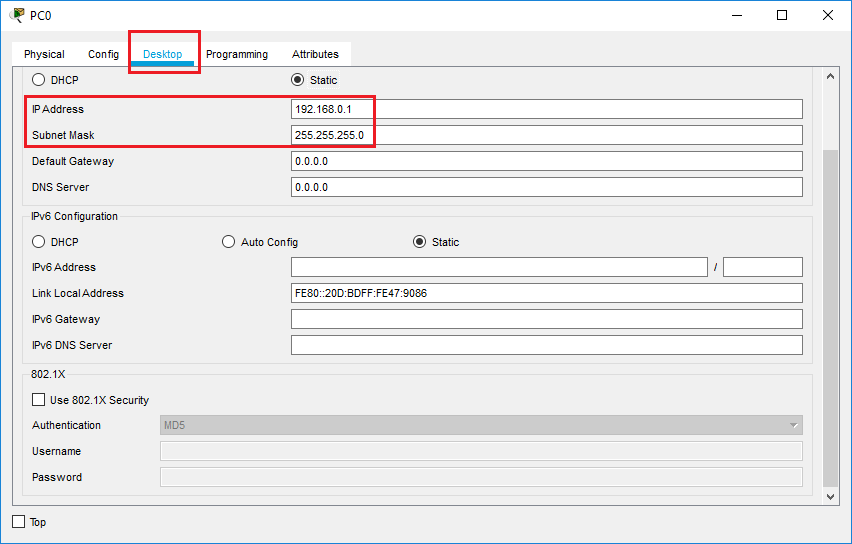 PC0
Physical Config Desktop Programming Attributes
DHCP Static
IP Address 192.168.0.1
Subnet Mask 255.255.255.0
Default Gateway 0.0.0.0
DNS Server 0.0.0.0
IPv6 Configuration
DHCP Auto Config Static
IPv6 Address /
Link Local Address FE80::20D:BDFF:FE47:9086
IPv6 Gateway
IPv6 DNS Server
802.1X
Use 802.1X Security
Authentication MD5
Username
Password
Top